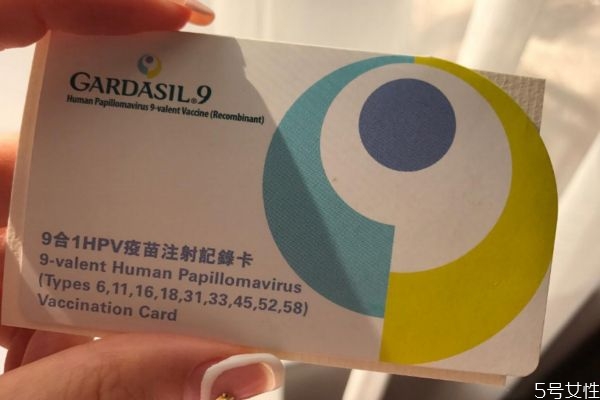 GARDASIL®9
Human Papillomavirus 9-valent Vaccine (Recombinant)
9合1HPV疫苗注射記錄卡
9-valent Human Papillomavirus
(Types 6,11,16,18,31,33,45,52,58)
Vaccination Card
5号女性